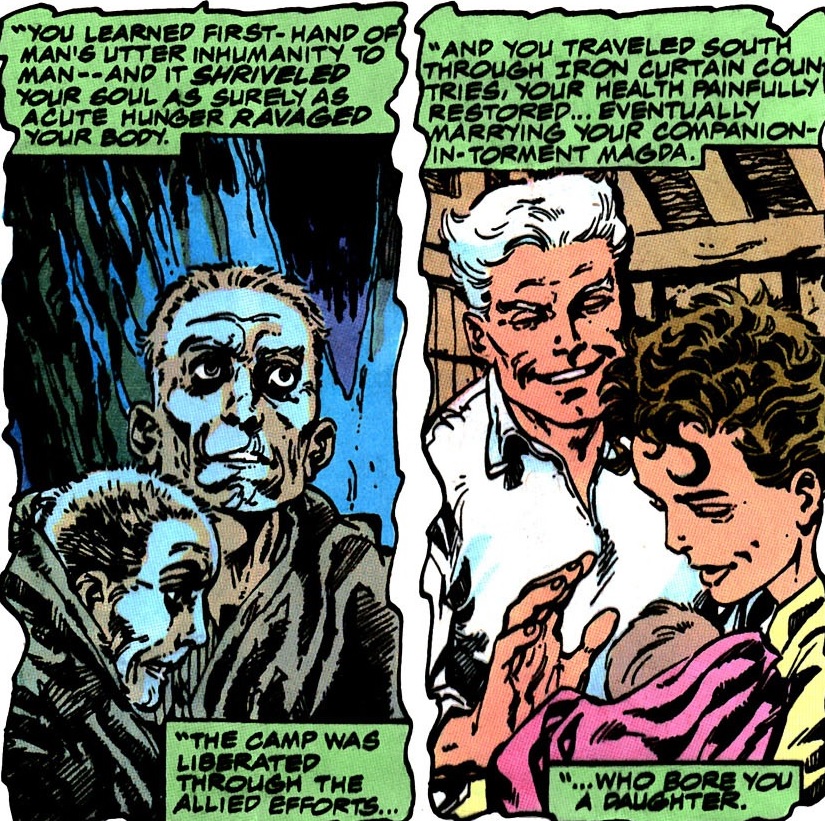 "YOU LEARNED FIRST-HAND OF
MAN'S UTTER INHUMANITY TO
MAN--AND IT SHRIVELED
YOUR SOUL AS SURELY AS
ACUTE HUNGER RAVAGED
YOUR BODY.
"THE CAMP WAS
LIBERATED
THROUGH THE
ALLIED EFFORTS...
"AND YOU TRAVELED SOUTH
THROUGH IRON CURTAIN COUN-
TRIES, YOUR HEALTH PAINFULLY
RESTORED... EVENTUALLY
MARRYING YOUR COMPANION-
IN-TORMENT MAGDA.
"...WHO BORE YOU
A DAUGHTER.